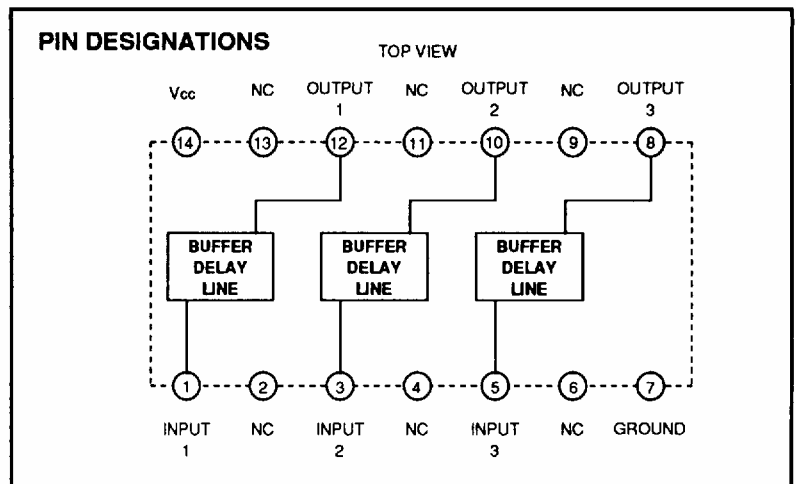 PIN DESIGNATIONS
TOP VIEW
Vcc NC OUTPUT 1 NC OUTPUT 2 NC OUTPUT 3
14 13 12 11 10 9 8
BUFFER DELAY LINE
BUFFER DELAY LINE
BUFFER DELAY LINE
1 2 3 4 5 6 7
INPUT 1 NC INPUT 2 NC INPUT 3 NC GROUND